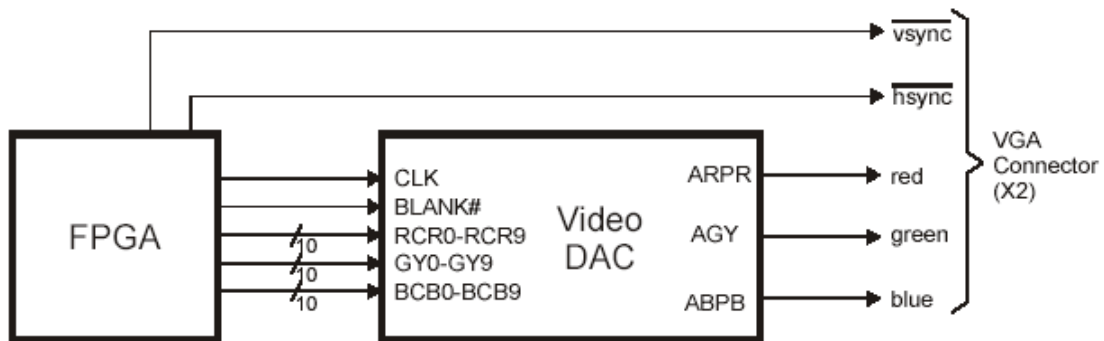 vsync
hsync
FPGA
CLK
BLANK#
RCR0-RCR9
GY0-GY9
BCB0-BCB9
10
10
10
Video
DAC
ARPR
AGY
ABPB
red
green
blue
VGA
Connector
(X2)